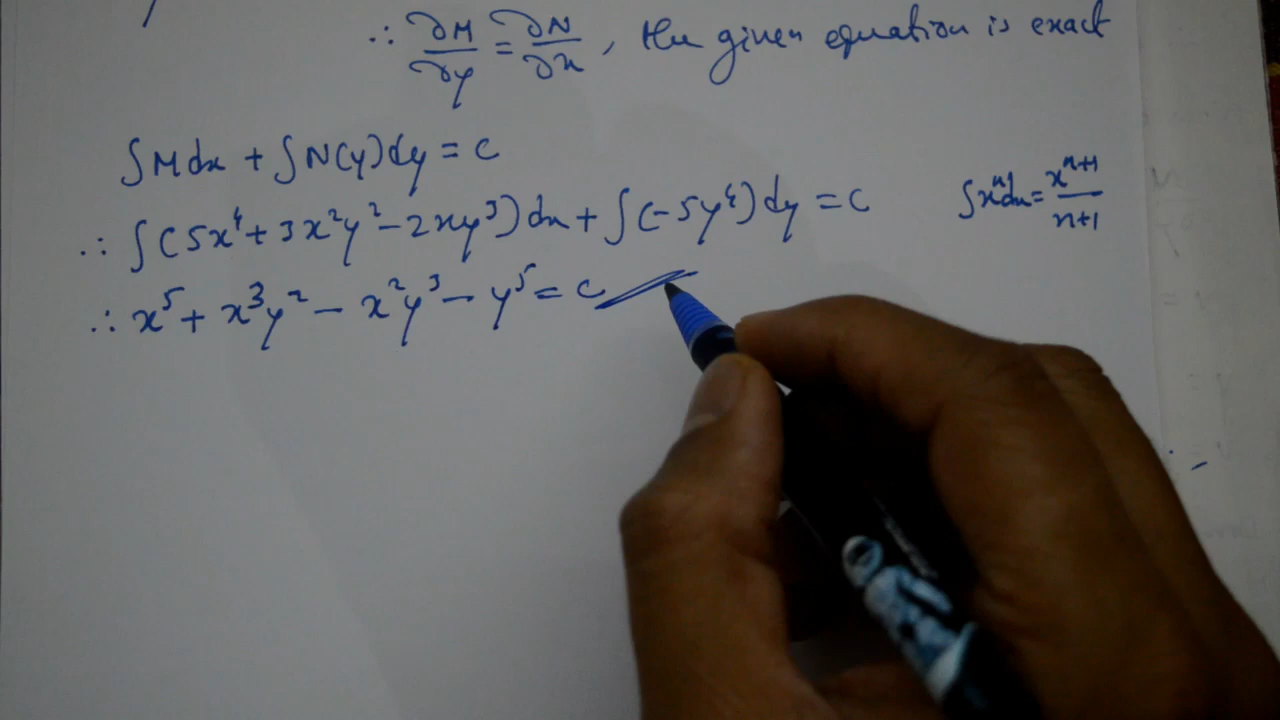 ∴ ∂M/∂y = ∂N/∂x, the given equation is exact
∫Mdx + ∫N(y)dy = c
∴ ∫(5x⁴+3x²y²-2xy³)dx + ∫(-5y⁴)dy = c
∫xⁿdx = xⁿ⁺¹/n+1
∴ x⁵ + x³y² - x²y³ - y⁵ = c